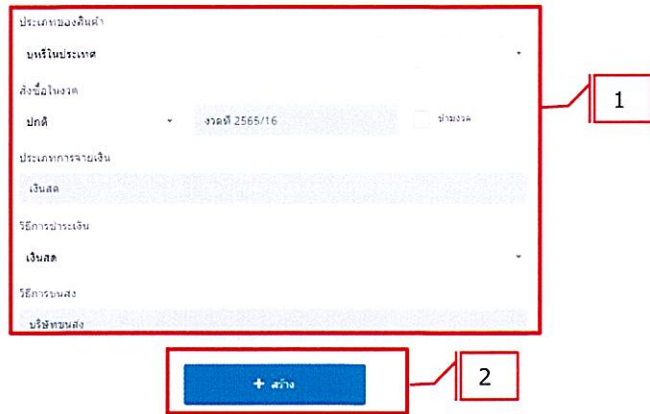 ประเภทของสินค้า
บุหรี่ในประเทศ
สั่งซื้อในงวด
ปกติ งวดที่ 2565/16 ข้ามงวด
1
ประเภทการจ่ายเงิน
เงินสด
วิธีการชำระเงิน
เงินสด
วิธีการขนส่ง
บริษัทขนส่ง
+ สร้าง
2